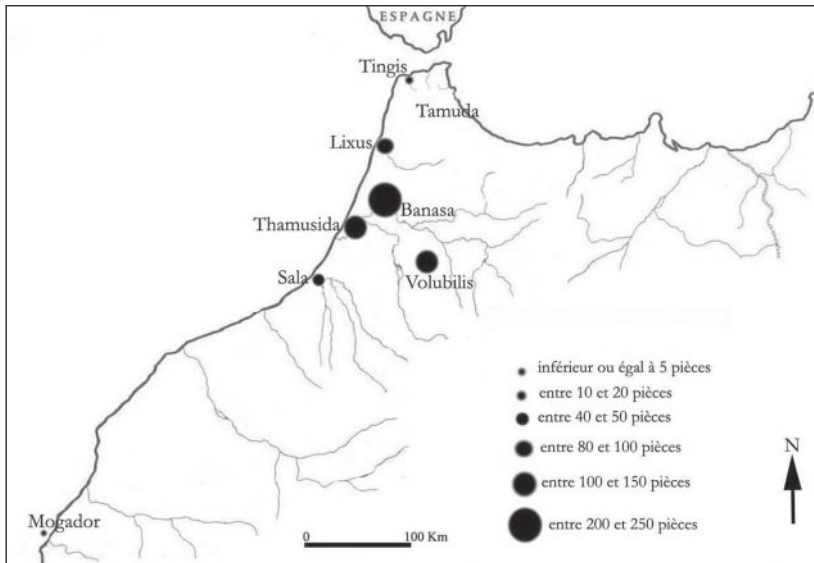 ESPAGNE
Tingis
Tamuda
Lixus
Banasa
Thamusida
Sala
Volubilis
inférieur ou égal à 5 pièces
entre 10 et 20 pièces
entre 40 et 50 pièces
entre 80 et 100 pièces
entre 100 et 150 pièces
entre 200 et 250 pièces
N
Mogador
0 100 Km